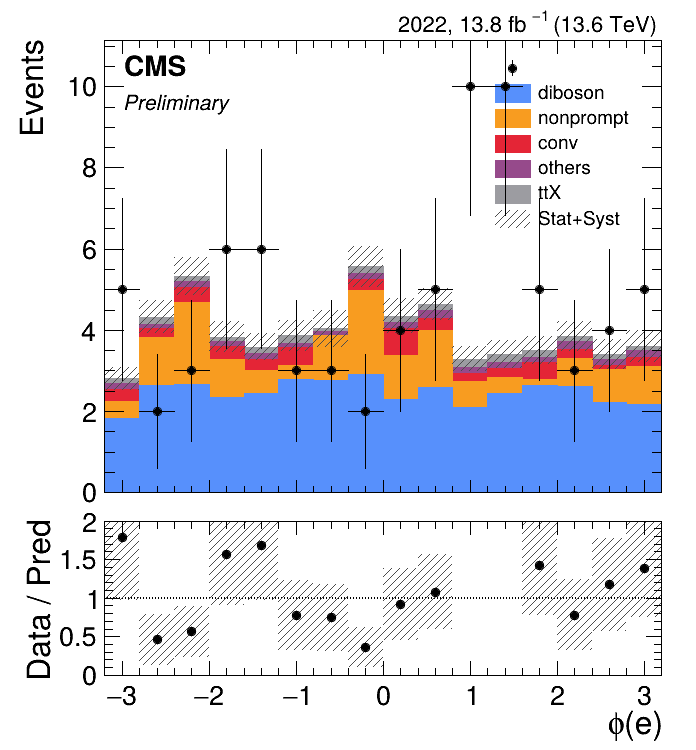 2022, 13.8 fb⁻¹ (13.6 TeV)
Events
CMS
Preliminary
diboson
nonprompt
conv
others
ttX
Stat+Syst
10
8
6
4
2
0
Data / Pred
2
1.5
1
0.5
0
−3 −2 −1 0 1 2 3
ϕ(e)